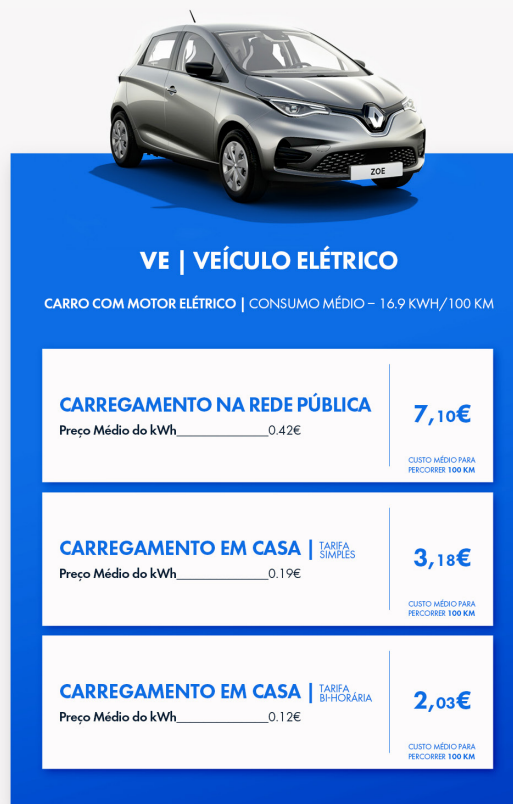 ZOE
VE | VEÍCULO ELÉTRICO
CARRO COM MOTOR ELÉTRICO | CONSUMO MÉDIO – 16.9 KWH/100 KM
CARREGAMENTO NA REDE PÚBLICA
Preço Médio do kWh______________0.42€
7,10€
CUSTO MÉDIO PARA
PERCORRER 100 KM
CARREGAMENTO EM CASA | TARIFA
SIMPLES
Preço Médio do kWh______________0.19€
3,18€
CUSTO MÉDIO PARA
PERCORRER 100 KM
CARREGAMENTO EM CASA | TARIFA
BI-HORÁRIA
Preço Médio do kWh______________0.12€
2,03€
CUSTO MÉDIO PARA
PERCORRER 100 KM